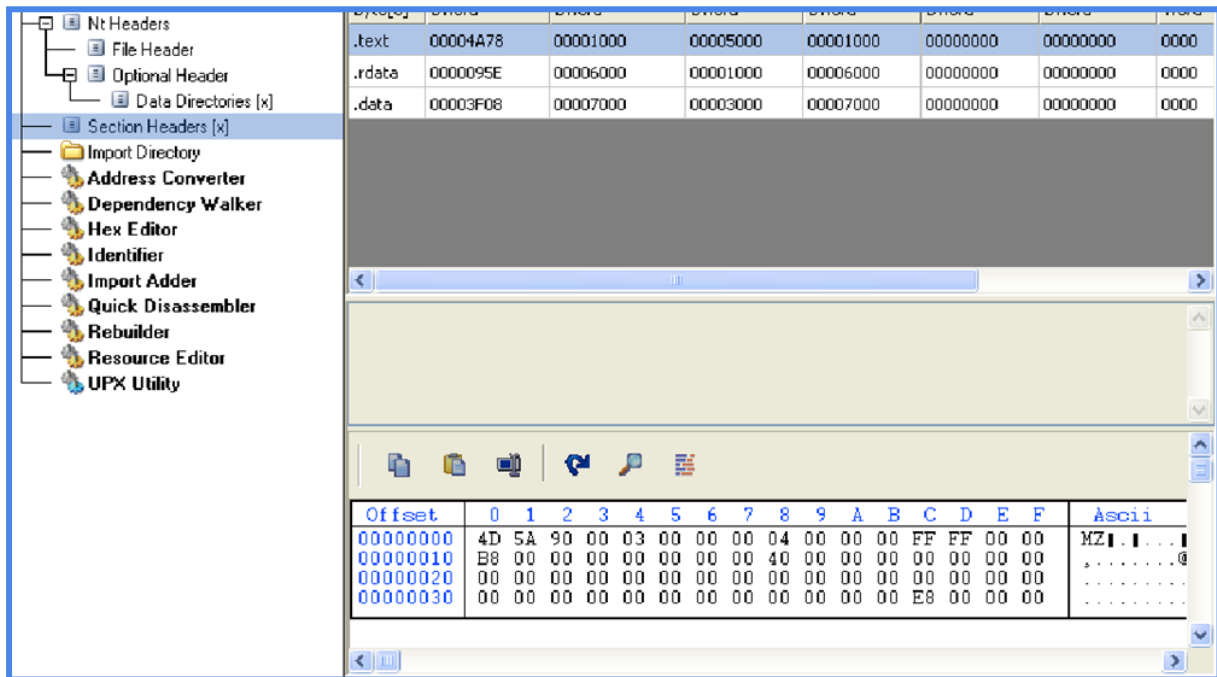 Nt Headers
File Header
Optional Header
Data Directories [x]
Section Headers [x]
Import Directory
Address Converter
Dependency Walker
Hex Editor
Identifier
Import Adder
Quick Disassembler
Rebuilder
Resource Editor
UPX Utility
.text 00004A78 00001000 00005000 00001000 00000000 00000000 0000
.rdata 0000095E 00006000 00001000 00006000 00000000 00000000 0000
.data 00003F08 00007000 00003000 00007000 00000000 00000000 0000
Offset 0 1 2 3 4 5 6 7 8 9 A B C D E F Ascii
00000000 4D 5A 90 00 03 00 00 00 04 00 00 00 FF FF 00 00 MZ▮.▮...▮
00000010 B8 00 00 00 00 00 00 00 40 00 00 00 00 00 00 00 ¸.......@
00000020 00 00 00 00 00 00 00 00 00 00 00 00 00 00 00 00 .........
00000030 00 00 00 00 00 00 00 00 00 00 00 00 E8 00 00 00 .........